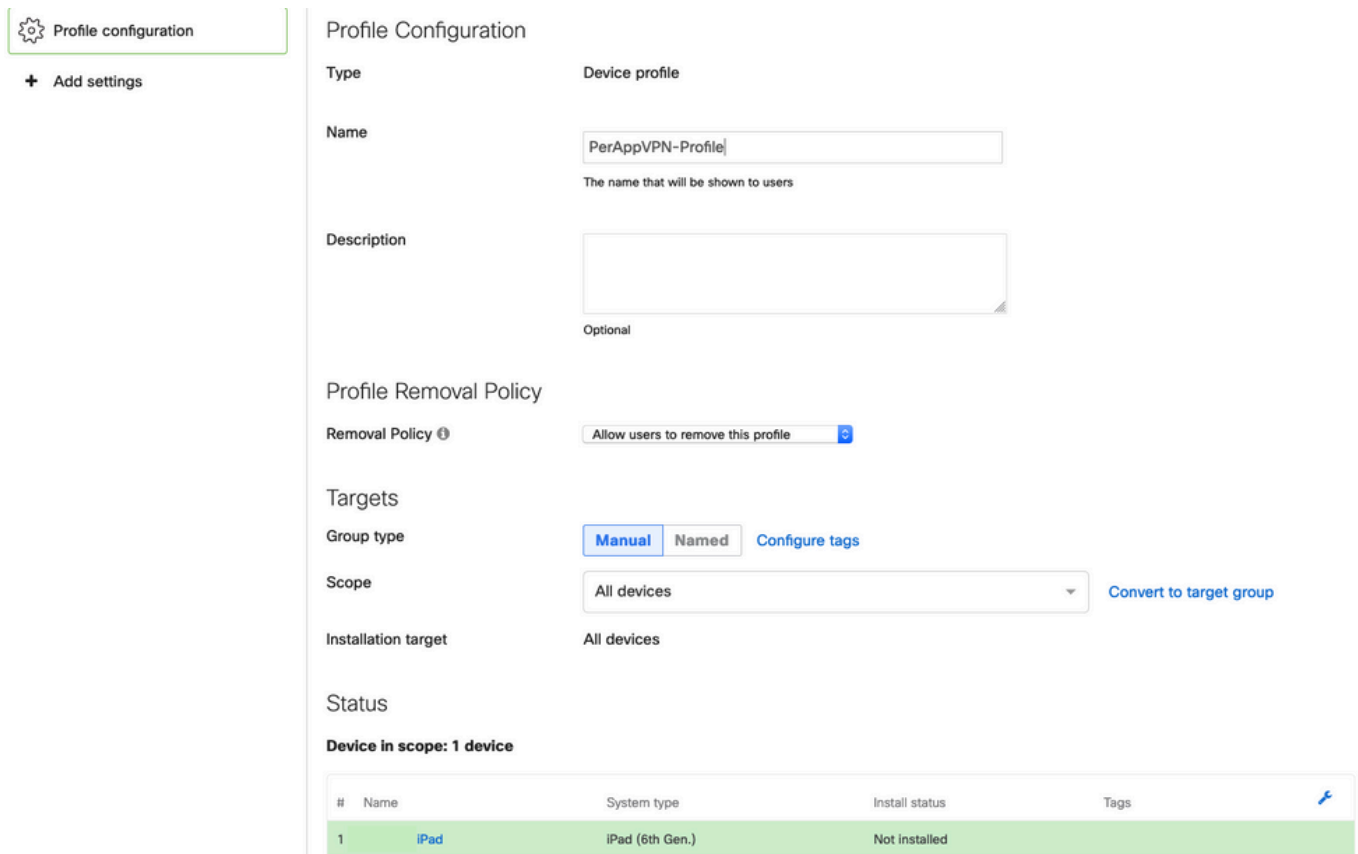 Profile configuration
+ Add settings
Profile Configuration
Type Device profile
Name PerAppVPN-Profile
The name that will be shown to users
Description
Optional
Profile Removal Policy
Removal Policy Allow users to remove this profile
Targets
Group type Manual Named Configure tags
Scope All devices Convert to target group
Installation target All devices
Status
Device in scope: 1 device
# Name System type Install status Tags
1 iPad iPad (6th Gen.) Not installed